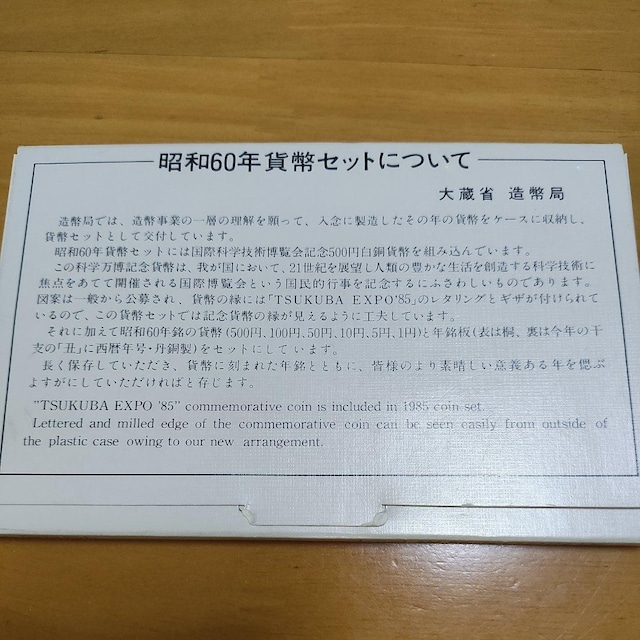 昭和60年貨幣セットについて
大蔵省 造幣局
造幣局では、造幣事業の一層の理解を願って、入念に製造したその年の貨幣をケースに収納し、
貨幣セットとして交付しています。
昭和60年貨幣セットには国際科学技術博覧会記念500円白銅貨幣を組み込んでいます。
この科学万博記念貨幣は、我が国において、21世紀を展望し人類の豊かな生活を創造する科学技術に
焦点をあてて開催される国際博覧会という国民的行事を記念するにふさわしいものであります。
図案は一般から公募され、貨幣の縁には「TSUKUBA EXPO'85」のレタリングとギザが付けられて
いるので、この貨幣セットでは記念貨幣の縁が見えるように工夫しています。
それに加えて昭和60年銘の貨幣(500円、100円、50円、10円、5円、1円)と年銘板(表は桐、裏は今年の干
支の「丑」に西暦年号・丹銅製)をセットにしています。
長く保存していただき、貨幣に刻まれた年銘とともに、皆様のより素晴しい意義ある年を偲ぶ
よすがにしていただければと存じます。
"TSUKUBA EXPO '85" commemorative coin is included in 1985 coin set.
Lettered and milled edge of the commemorative coin can be seen easily from outside of
the plastic case owing to our new arrangement.